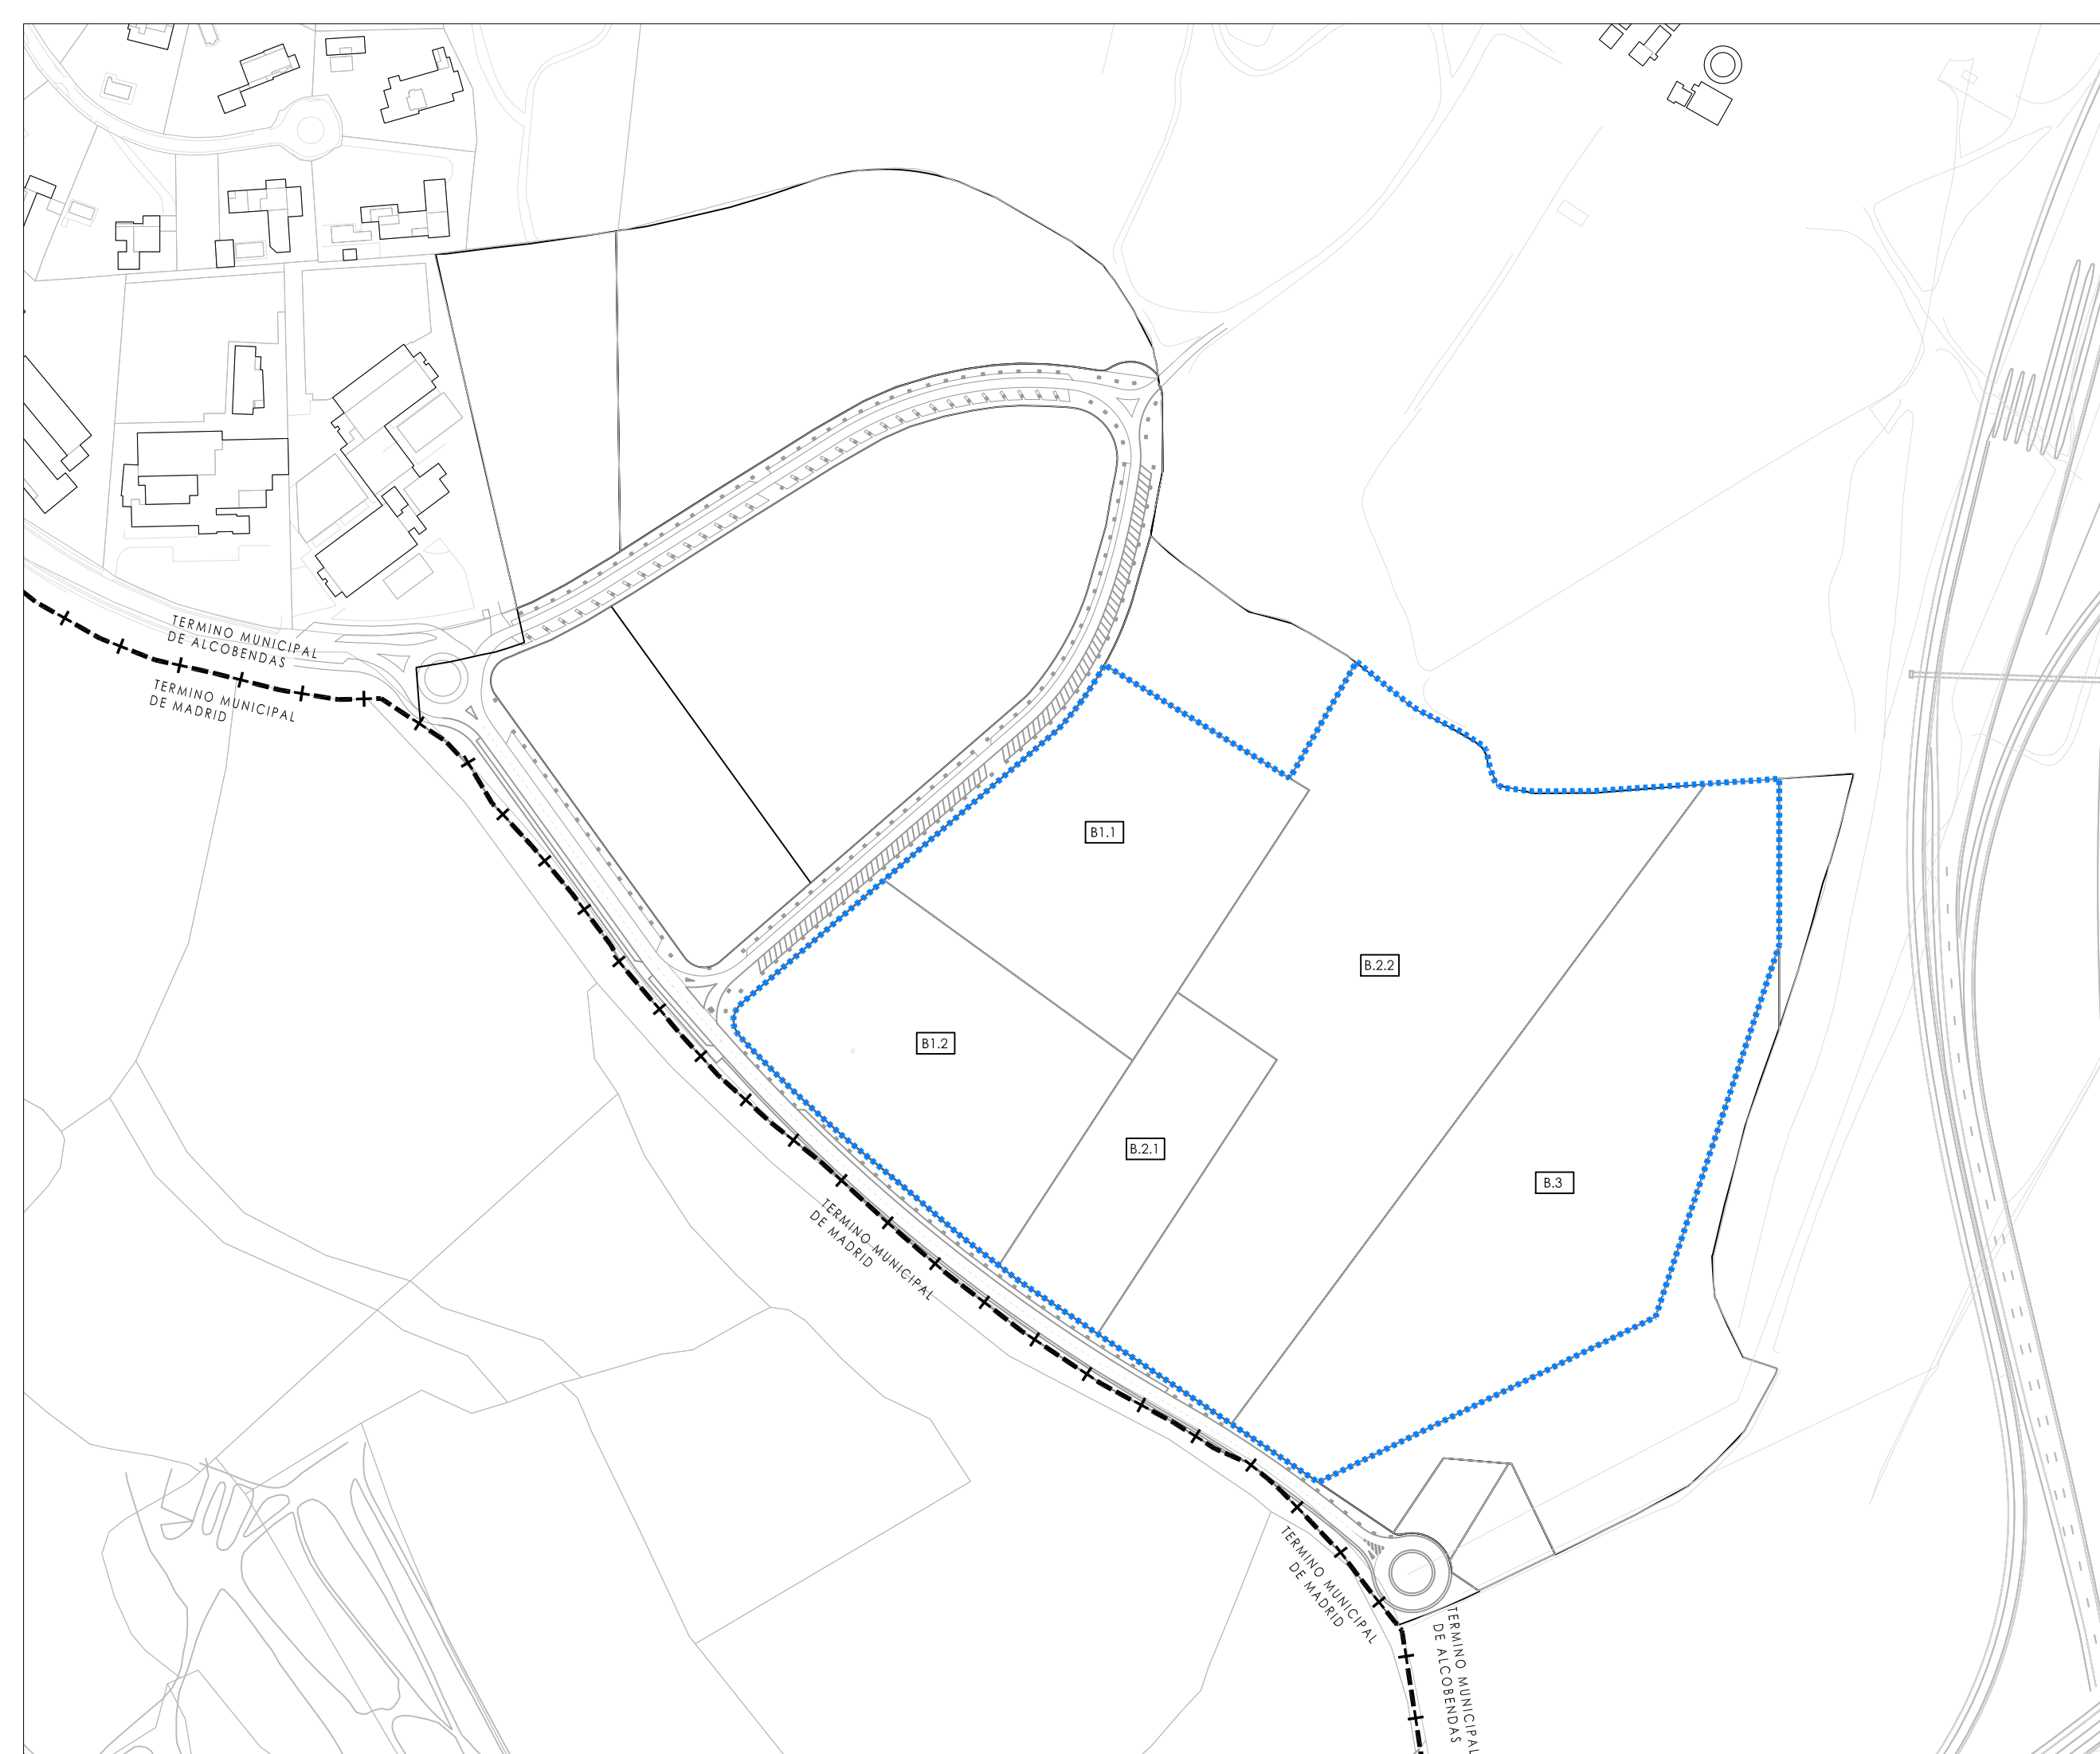 TERMINO MUNICIPAL
DE ALCOBENDAS
TERMINO MUNICIPAL
DE MADRID
B1.1
B.2.2
B1.2
B.2.1
B.3
TERMINO MUNICIPAL
DE MADRID
TERMINO MUNICIPAL
DE MADRID
TERMINO MUNICIPAL
DE ALCOBENDAS